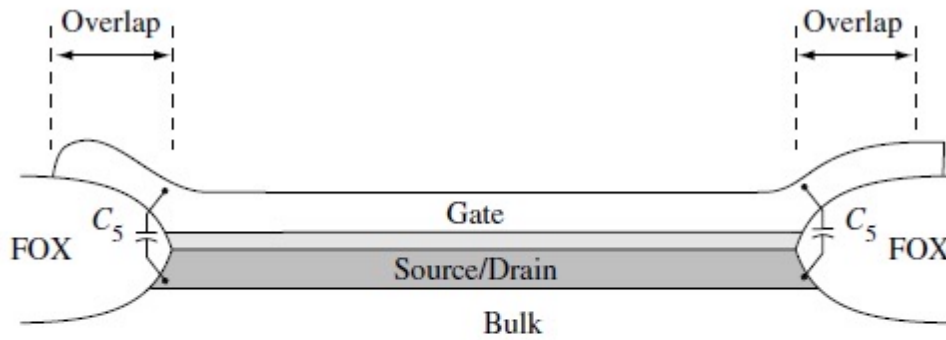 Overlap
Overlap
Gate
C5
C5
FOX
FOX
Source/Drain
Bulk